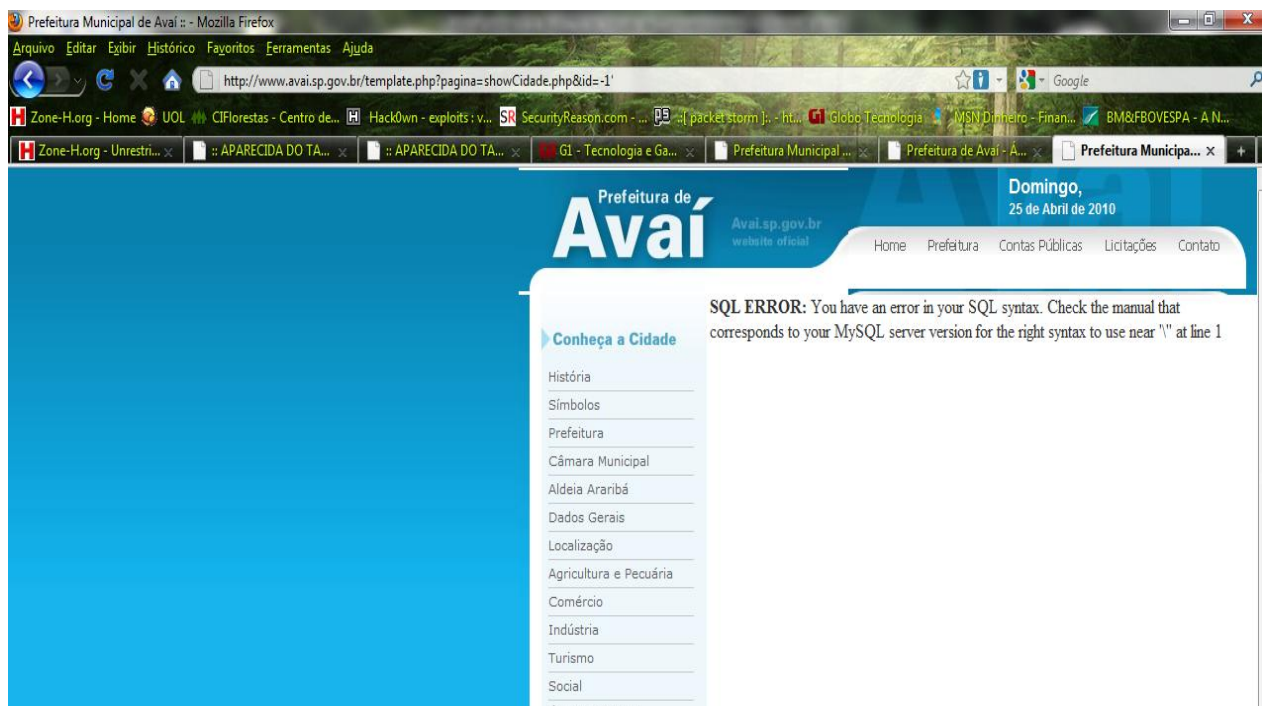 Prefeitura Municipal de Avaí :: - Mozilla Firefox
Arquivo Editar Exibir Histórico Favoritos Ferramentas Ajuda
http://www.avai.sp.gov.br/template.php?pagina=showCidade.php&id=-1'
Google
Zone-H.org - Home UOL CIFlorestas - Centro de... Hack0wn - exploits : v... SecurityReason.com - ... .:[ packet storm ]:. - ht... Globo Tecnologia MSN Dinheiro - Finan... BM&FBOVESPA - A N...
Zone-H.org - Unrestri... :: APARECIDA DO TA... :: APARECIDA DO TA... G1 - Tecnologia e Ga... Prefeitura Municipal ... Prefeitura de Avaí - A... Prefeitura Municipa...
Prefeitura de
Avaí
Avai.sp.gov.br
website oficial
Domingo,
25 de Abril de 2010
Home Prefeitura Contas Públicas Licitações Contato
SQL ERROR: You have an error in your SQL syntax. Check the manual that
corresponds to your MySQL server version for the right syntax to use near '\'' at line 1
Conheça a Cidade
História
Símbolos
Prefeitura
Câmara Municipal
Aldeia Araribá
Dados Gerais
Localização
Agricultura e Pecuária
Comércio
Indústria
Turismo
Social